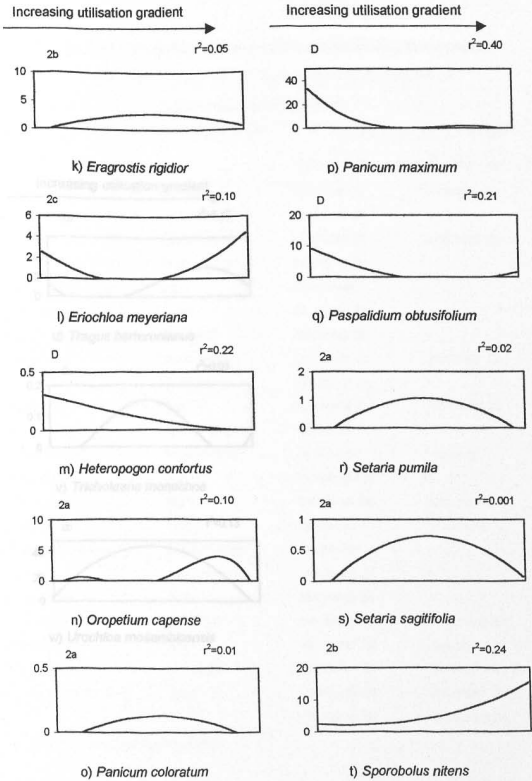 Increasing utilisation gradient
2b r²=0.05
10
5
0
k) Eragrostis rigidior
2c r²=0.10
6
4
2
0
l) Eriochloa meyeriana
D r²=0.22
0.5
0
m) Heteropogon contortus
2a r²=0.10
10
5
0
n) Oropetium capense
2a r²=0.01
0.5
0
o) Panicum coloratum
Increasing utilisation gradient
D r²=0.40
40
20
0
p) Panicum maximum
D r²=0.21
20
10
0
q) Paspalidium obtusifolium
2a r²=0.02
2
1
0
r) Setaria pumila
2a r²=0.001
1
0.5
0
s) Setaria sagitifolia
2b r²=0.24
20
10
0
t) Sporobolus nitens